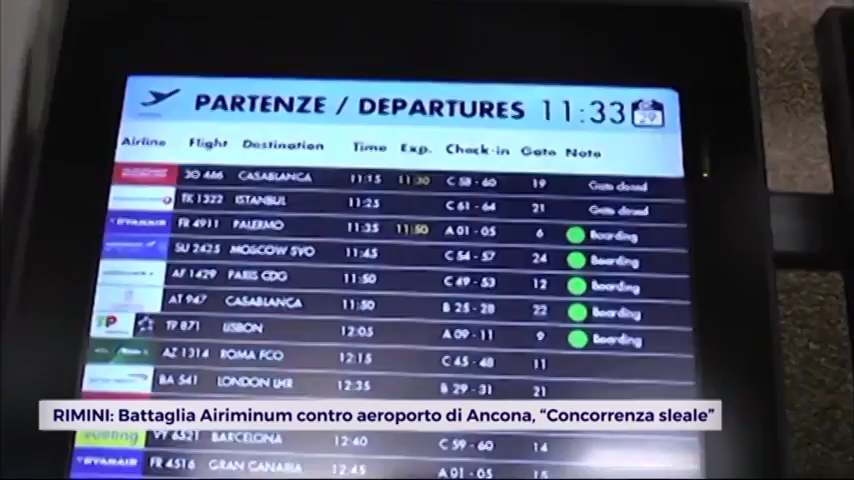 PARTENZE / DEPARTURES 11:33 29
Airline Flight Destination Time Exp. Check-in Gate Note
3O 466 CASABLANCA 11:15 11:30 C 58 - 60 19 Gate closed
TK 1322 ISTANBUL 11:25 C 61 - 64 21 Gate closed
RYANAIR FR 4911 PALERMO 11:35 11:50 A 01 - 05 6 Boarding
SU 2425 MOSCOW SVO 11:45 C 54 - 57 24 Boarding
AF 1429 PARIS CDG 11:50 C 49 - 53 12 Boarding
AT 947 CASABLANCA 11:50 B 25 - 28 22 Boarding
TP TP 871 LISBON 12:05 A 09 - 11 9 Boarding
AZ 1314 ROMA FCO 12:15 C 45 - 48 11
BA 541 LONDON LHR 12:35 B 29 - 31 21
RIMINI: Battaglia Airiminum contro aeroporto di Ancona, “Concorrenza sleale”
vueling VY 6521 BARCELONA 12:40 C 59 - 60 14
RYANAIR FR 4516 GRAN CANARIA 12:45 A 01 - 05 15